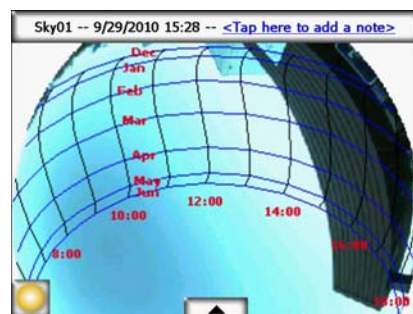 Sky01 -- 9/29/2010 15:28 -- <Tap here to add a note>
Dec
Jan
Feb
Mar
Apr
May
Jun
8:00
10:00
12:00
14:00
16:00
18:00